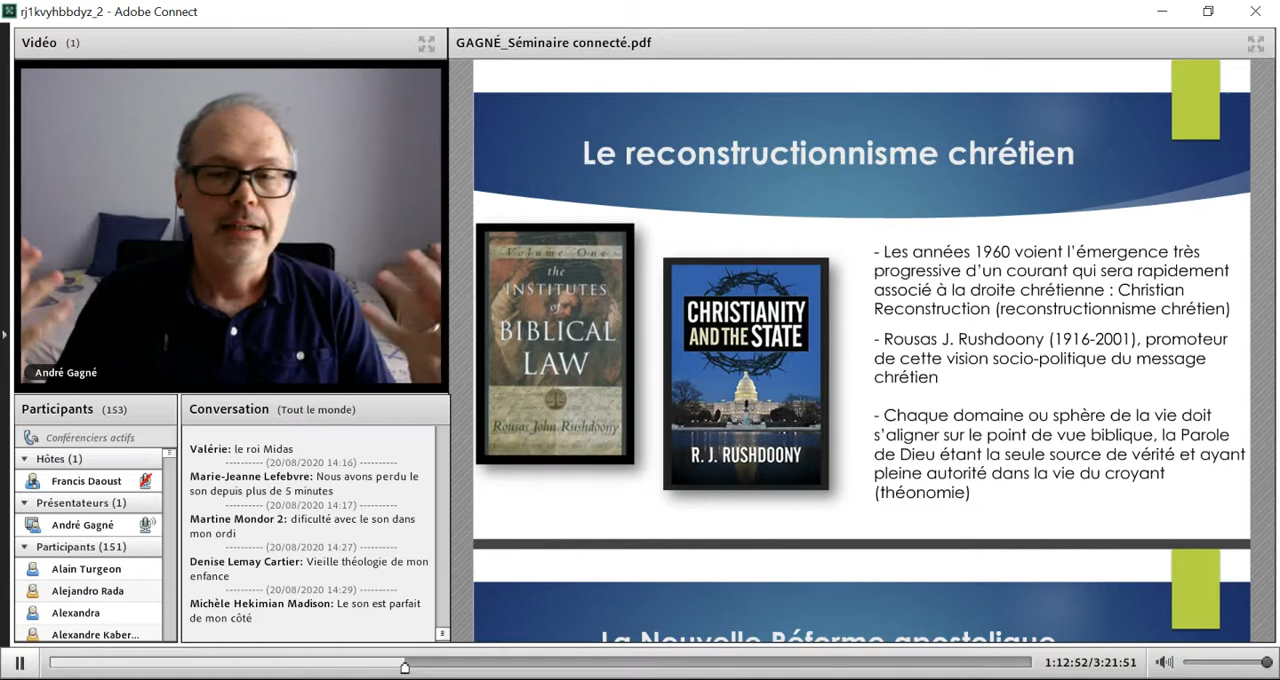 rj1kvyhbbdyz_2 - Adobe Connect
Vidéo (1)
André Gagné
Participants (153)
Conférenciers actifs
Hôtes (1)
Francis Daoust
Présentateurs (1)
André Gagné
Participants (151)
Alain Turgeon
Alejandro Rada
Alexandra
Alexandre Kaber...
Conversation (Tout le monde)
Valérie: le roi Midas
---------- (20/08/2020 14:16) ----------
Marie-Jeanne Lefebvre: Nous avons perdu le
son depuis plus de 5 minutes
---------- (20/08/2020 14:17) ----------
Martine Mondor 2: dificulté avec le son dans
mon ordi
---------- (20/08/2020 14:27) ----------
Denise Lemay Cartier: Vieille théologie de mon
enfance
---------- (20/08/2020 14:29) ----------
Michèle Hekimian Madison: Le son est parfait
de mon côté
GAGNÉ_Séminaire connecté.pdf
Le reconstructionnisme chrétien
Volume One
the
INSTITUTES
of
BIBLICAL
LAW
Rousas John Rushdoony
CHRISTIANITY
AND THE STATE
R. J. RUSHDOONY
- Les années 1960 voient l'émergence très
progressive d'un courant qui sera rapidement
associé à la droite chrétienne : Christian
Reconstruction (reconstructionnisme chrétien)
- Rousas J. Rushdoony (1916-2001), promoteur
de cette vision socio-politique du message
chrétien
- Chaque domaine ou sphère de la vie doit
s'aligner sur le point de vue biblique, la Parole
de Dieu étant la seule source de vérité et ayant
pleine autorité dans la vie du croyant
(théonomie)
La Nouvelle Réforme apostolique
1:12:52/3:21:51